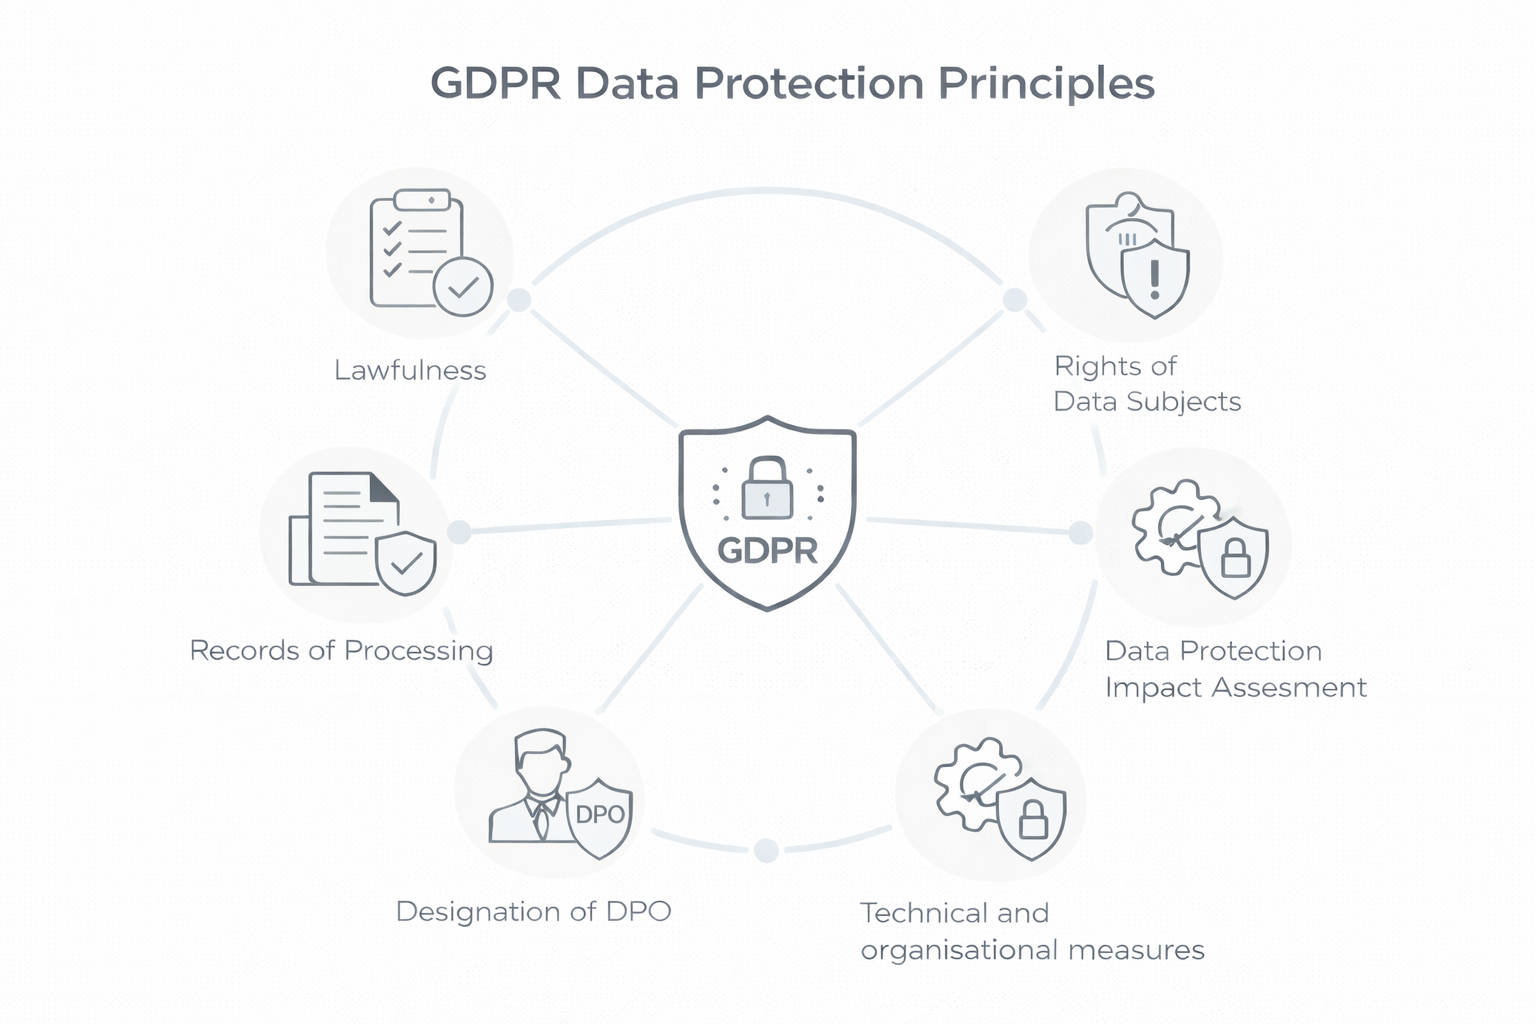 GDPR Data Protection Principles
Lawfulness
Rights of
Data Subjects
GDPR
Records of Processing
Data Protection
Impact Assesment
DPO
Designation of DPO
Technical and
organisational measures